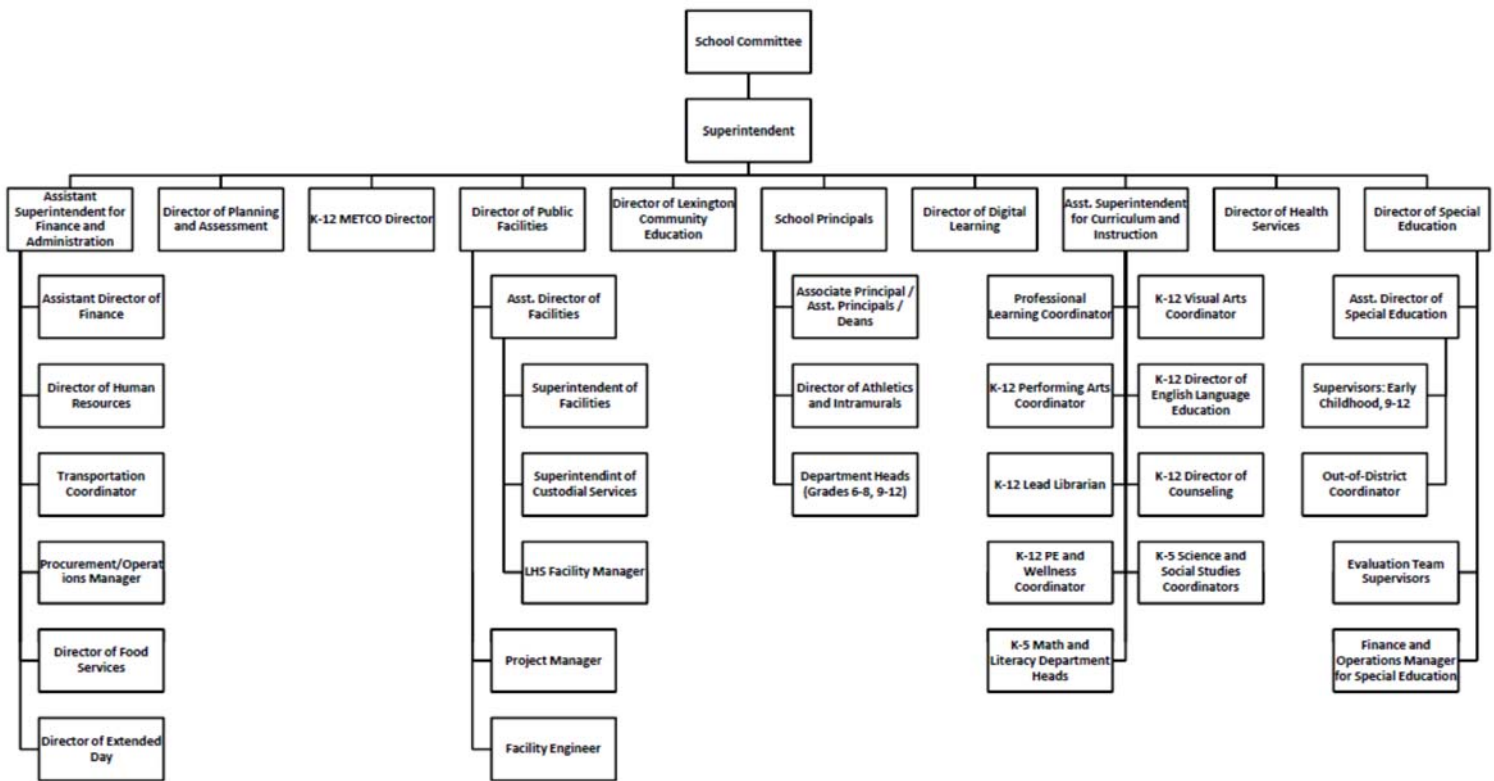 School Committee
Superintendent
Assistant
Superintendent for
Finance and
Administration
Director of Planning
and Assessment
K-12 METCO Director
Director of Public
Facilities
Director of Lexington
Community
Education
School Principals
Director of Digital
Learning
Asst. Superintendent
for Curriculum and
Instruction
Director of Health
Services
Director of Special
Education
Assistant Director of
Finance
Director of Human
Resources
Transportation
Coordinator
Procurement/Operat
ions Manager
Director of Food
Services
Director of Extended
Day
Asst. Director of
Facilities
Superintendent of
Facilities
Superintendint of
Custodial Services
LHS Facility Manager
Project Manager
Facility Engineer
Associate Principal /
Asst. Principals /
Deans
Director of Athletics
and Intramurals
Department Heads
(Grades 6-8, 9-12)
Professional
Learning Coordinator
K-12 Visual Arts
Coordinator
K-12 Performing Arts
Coordinator
K-12 Director of
English Language
Education
K-12 Lead Librarian
K-12 Director of
Counseling
K-12 PE and
Wellness
Coordinator
K-5 Science and
Social Studies
Coordinators
K-5 Math and
Literacy Department
Heads
Asst. Director of
Special Education
Supervisors: Early
Childhood, 9-12
Out-of-District
Coordinator
Evaluation Team
Supervisors
Finance and
Operations Manager
for Special Education